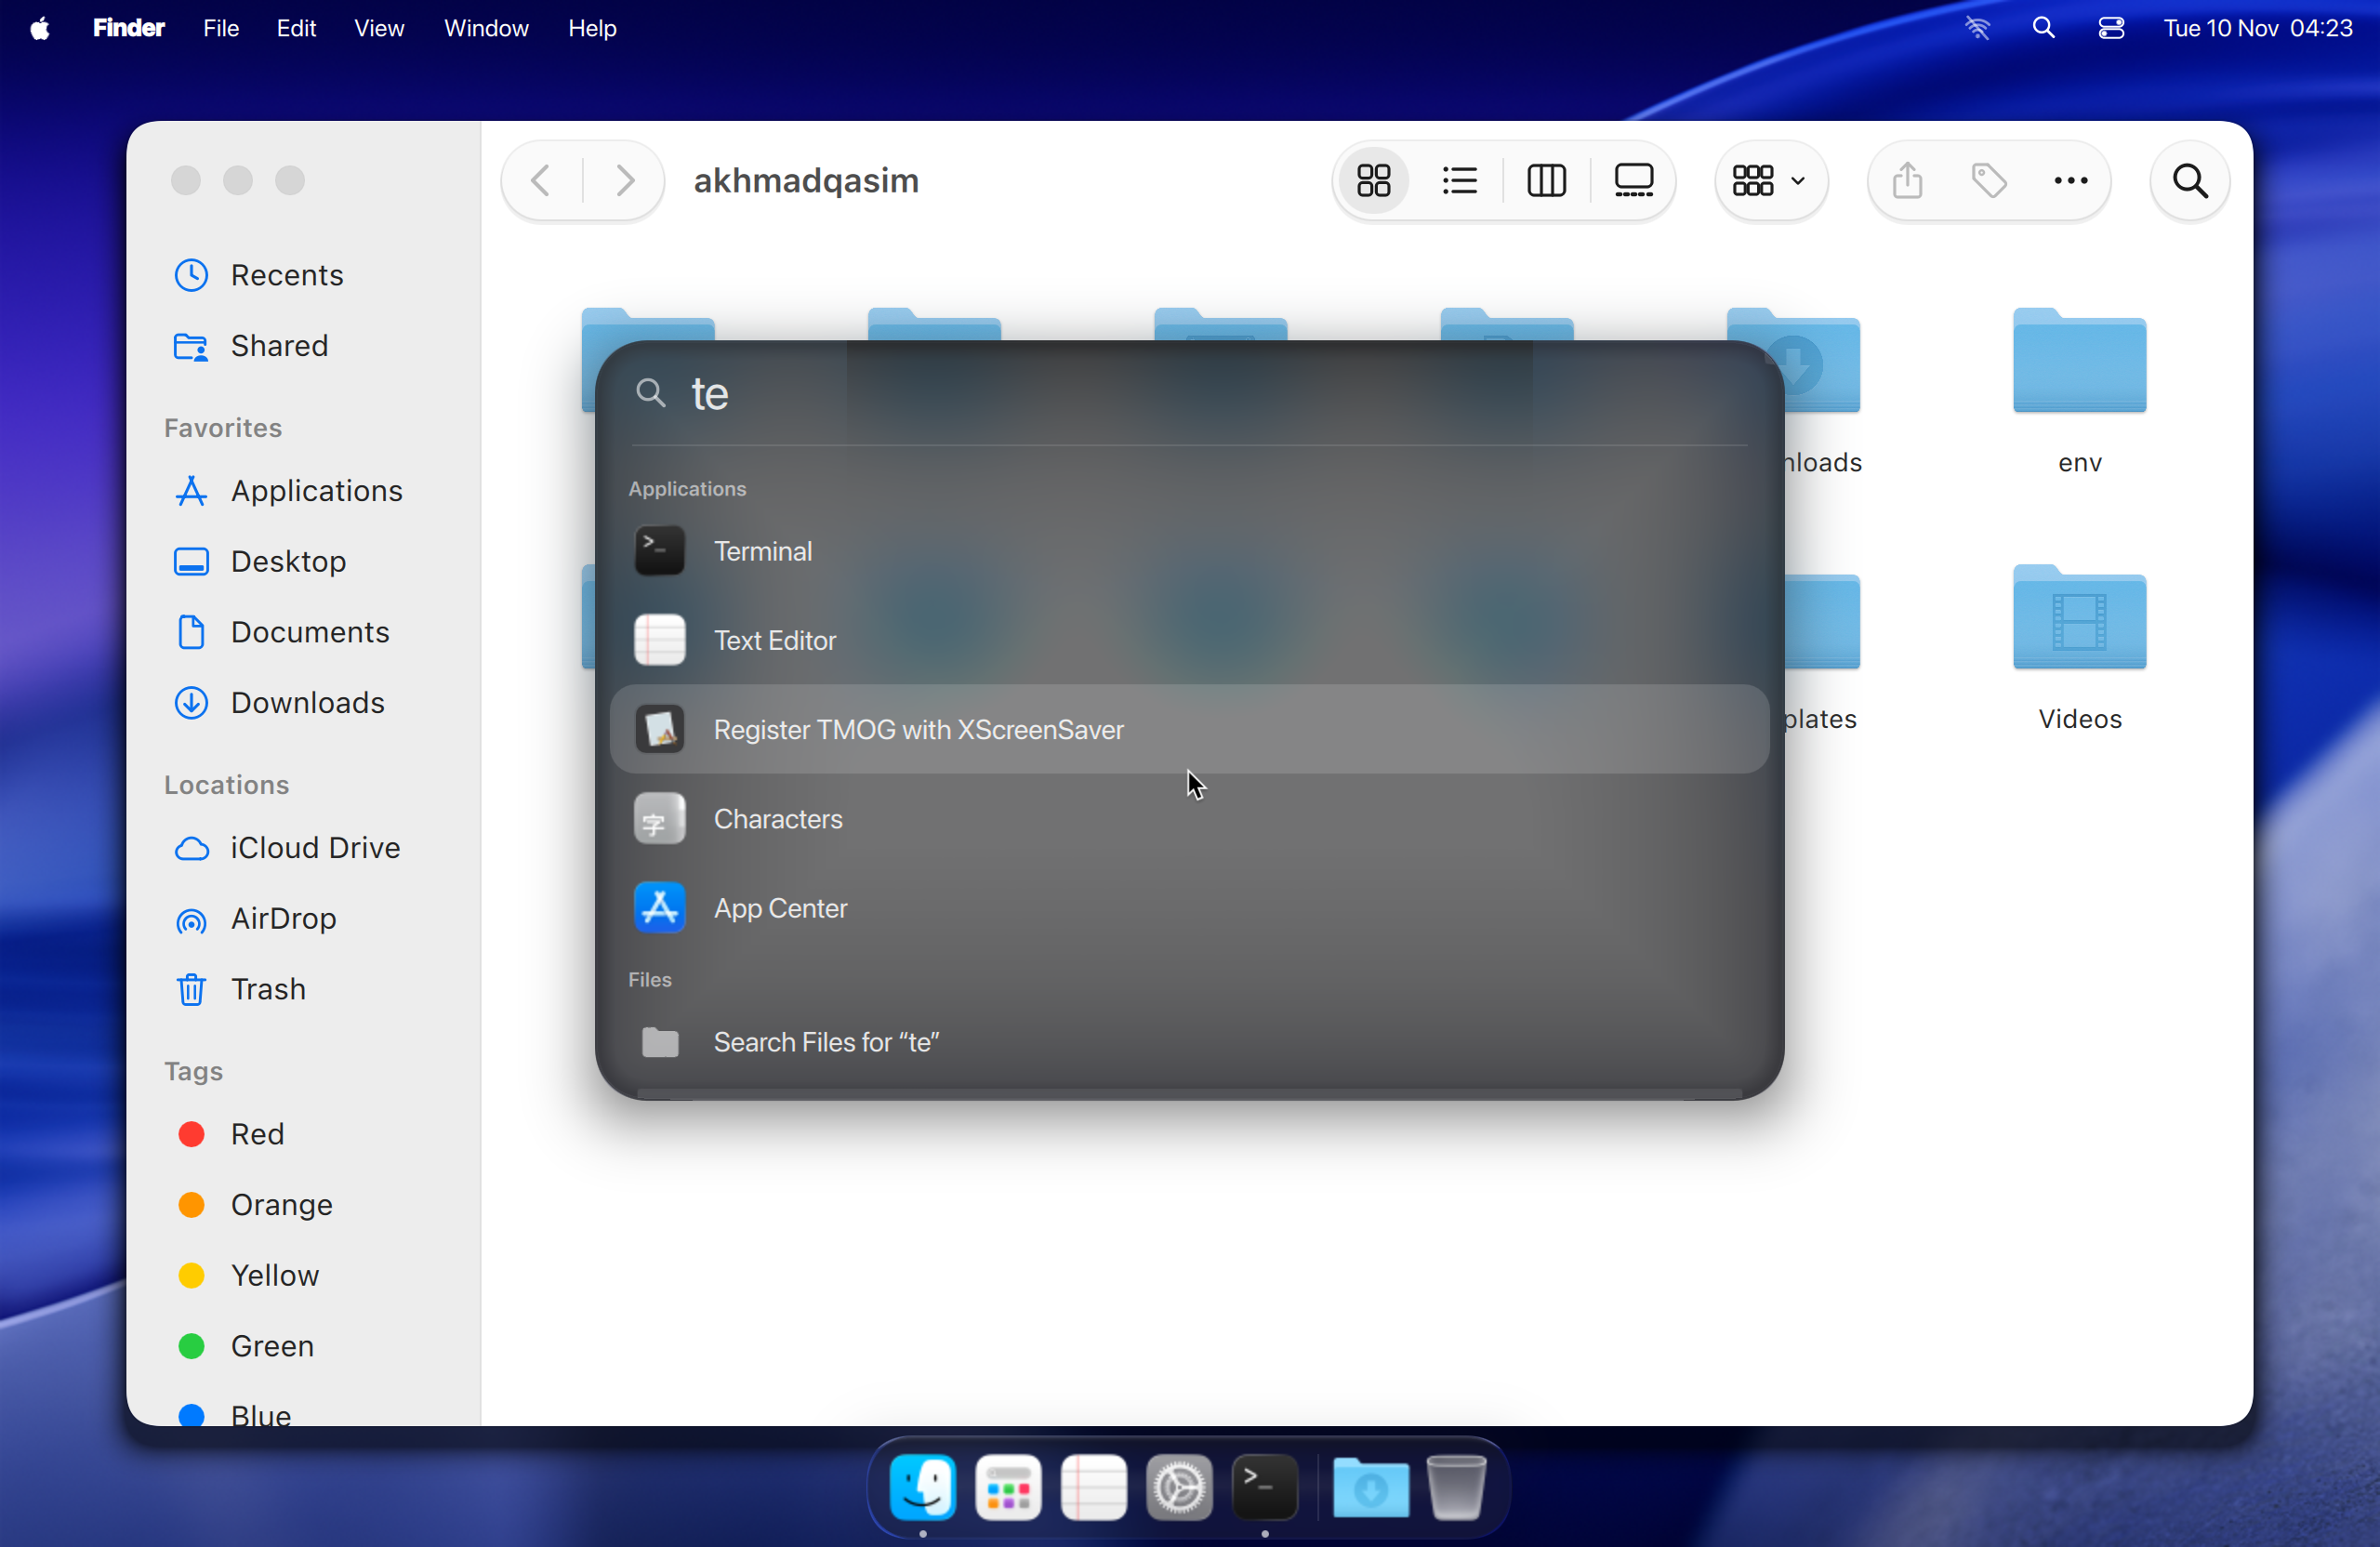 Finder File Edit View Window Help Tue 10 Nov 04:23
akhmadqasim
Recents
Shared
Favorites
Applications
Desktop
Documents
Downloads
Locations
iCloud Drive
AirDrop
Trash
Tags
Red
Orange
Yellow
Green
Blue
te
Applications
>_ Terminal
Text Editor
Register TMOG with XScreenSaver
字 Characters
App Center
Files
Search Files for “te”
nloads
env
plates
Videos
>_